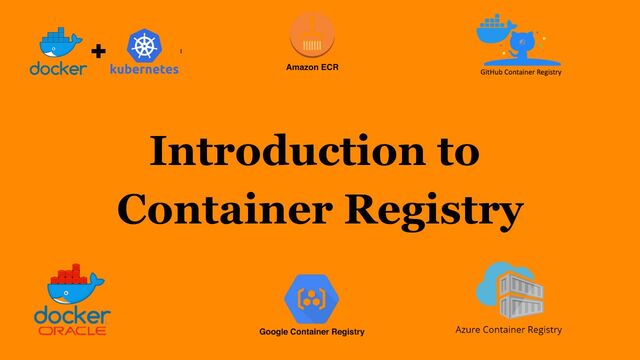 docker
+
kubernetes
Amazon ECR
GitHub Container Registry
Introduction to
Container Registry
docker
ORACLE
Google Container Registry
Azure Container Registry